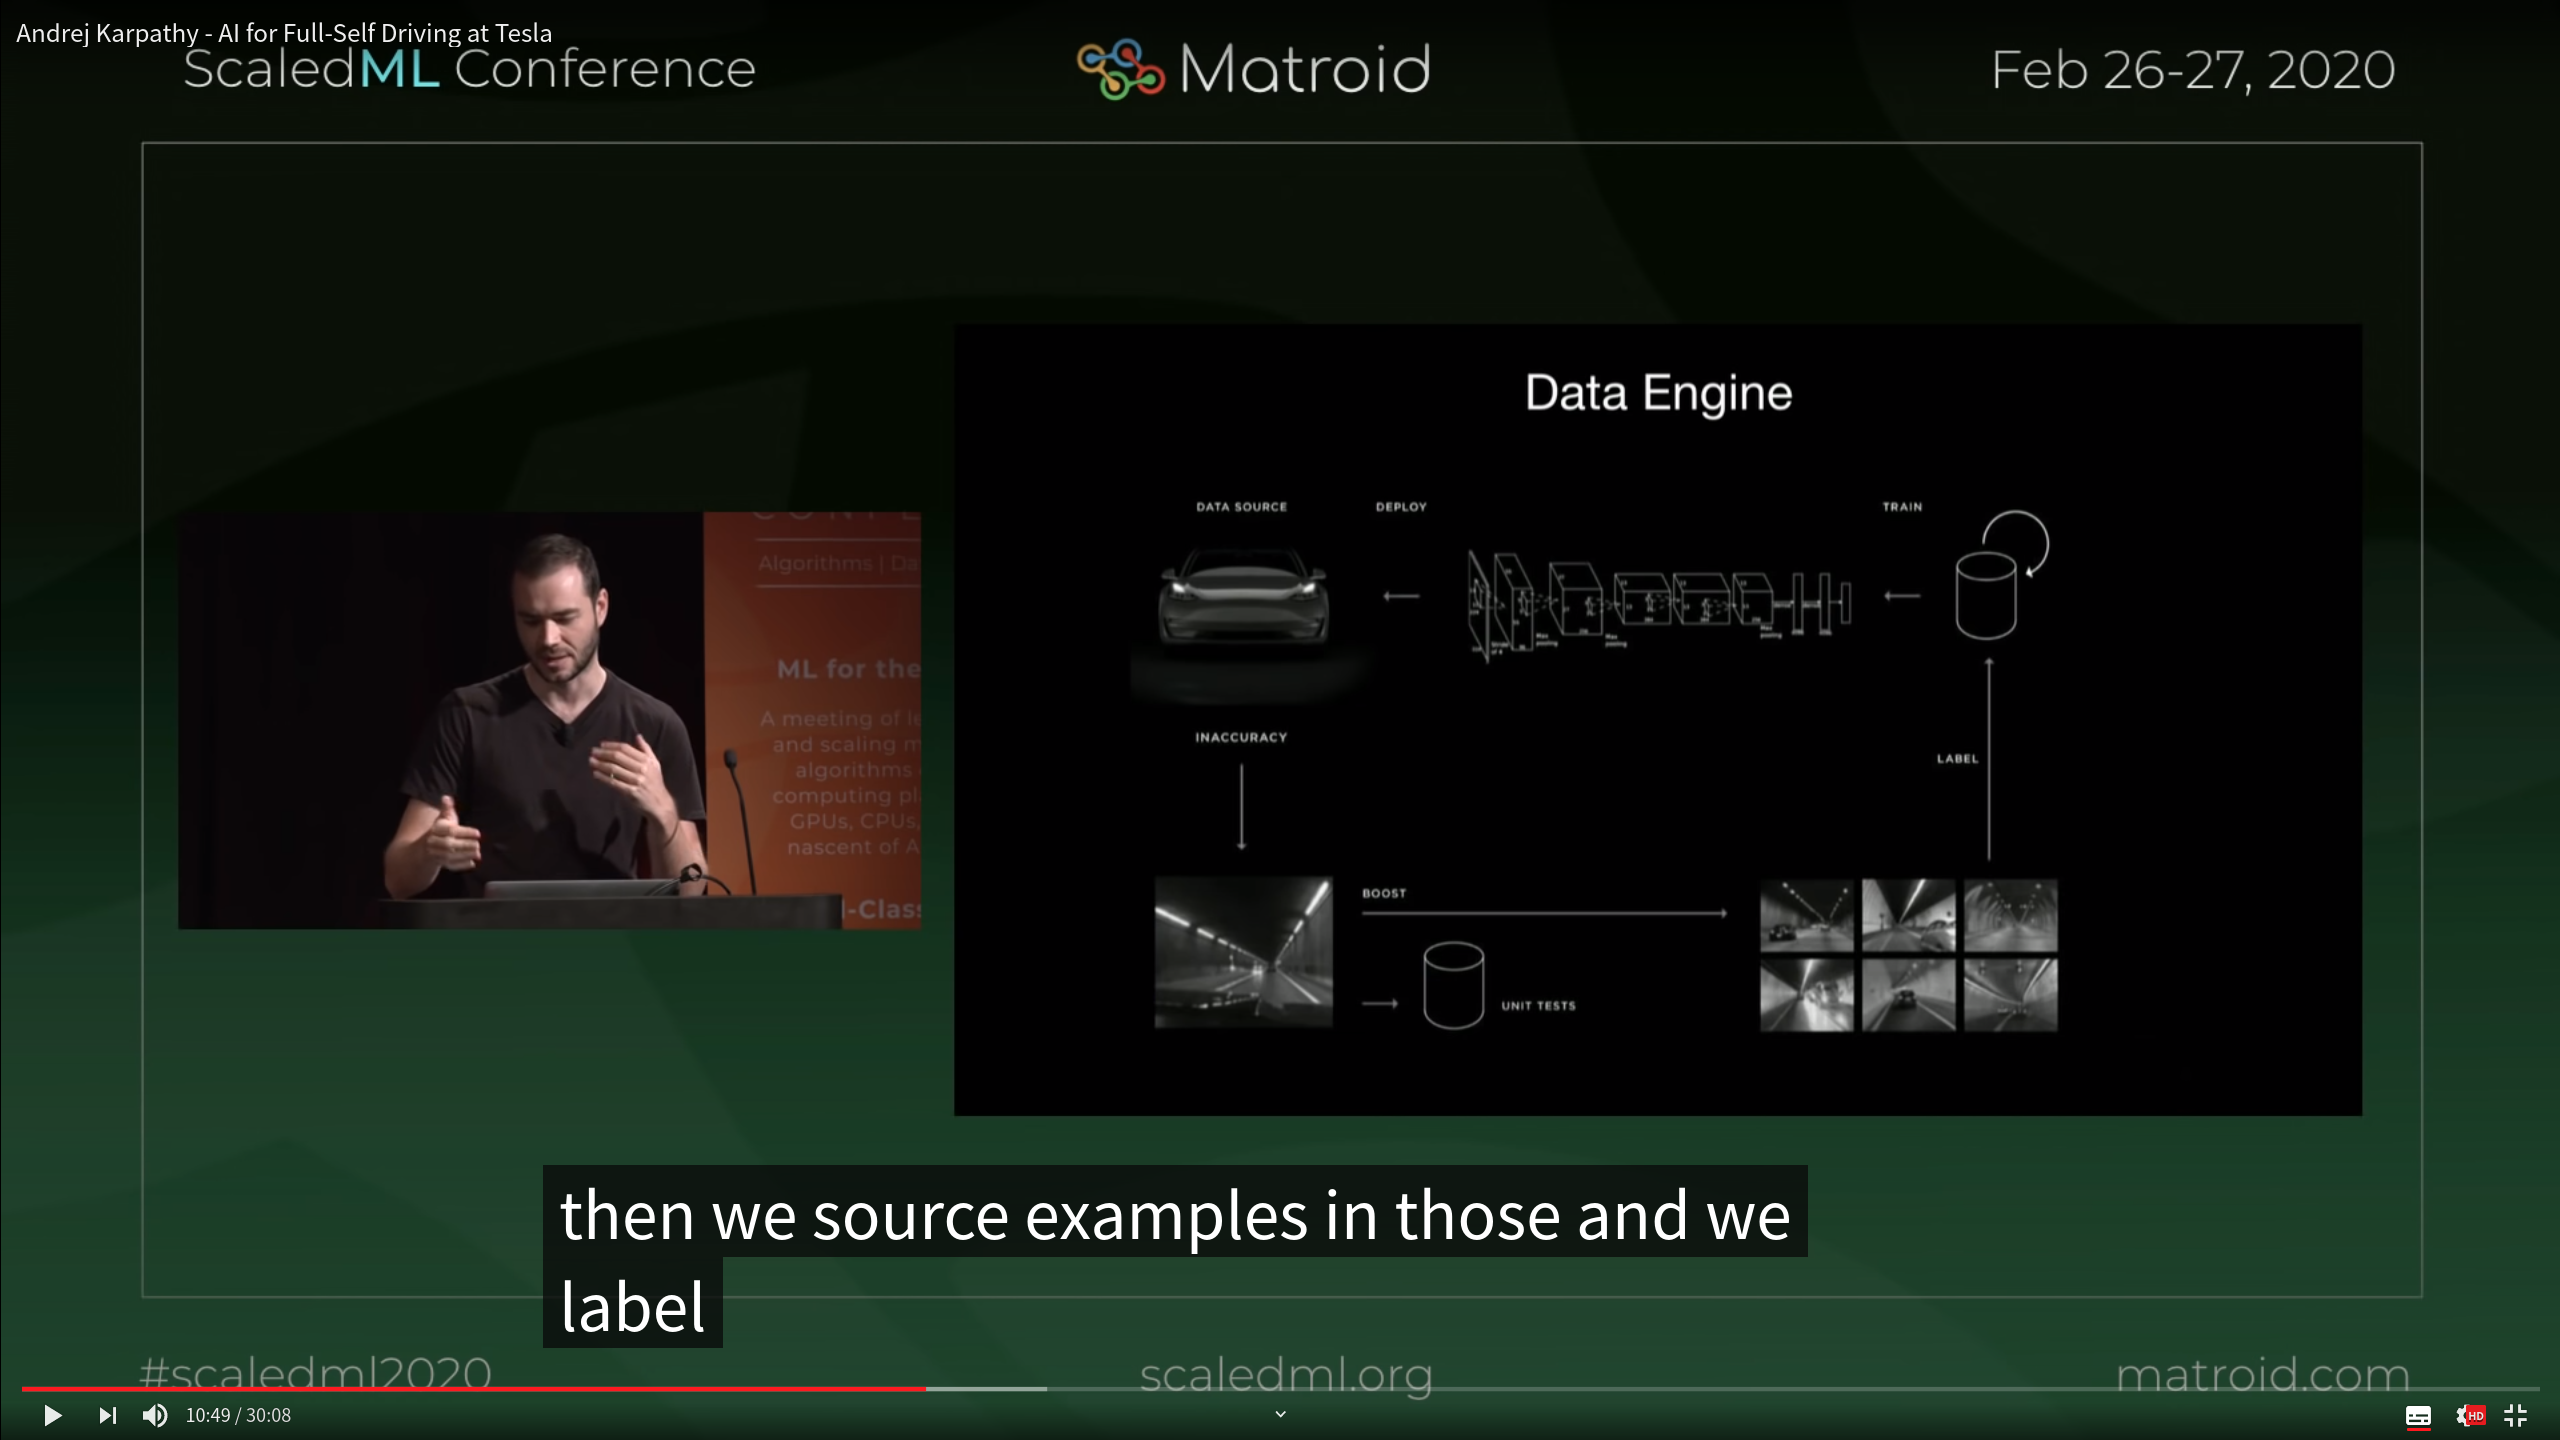 Andrej Karpathy - AI for Full-Self Driving at Tesla
ScaledML Conference
Matroid
Feb 26-27, 2020
Data Engine
DATA SOURCE
DEPLOY
TRAIN
INACCURACY
LABEL
BOOST
UNIT TESTS
Algorithms | Da
ML for the
A meeting of le
and scaling m
algorithms
computing pl
GPUs, CPUs,
nascent of A
-Class
then we source examples in those and we
label
#scaledml2020
scaledml.org
matroid.com
10:49 / 30:08
HD